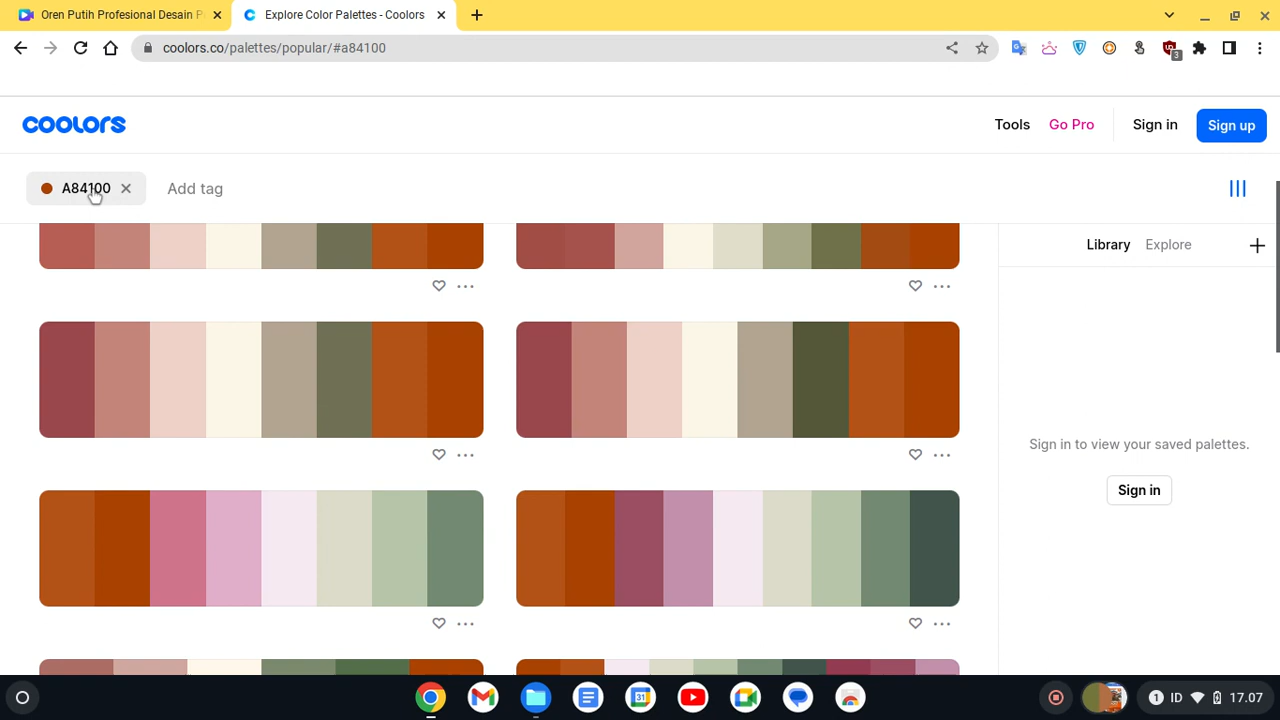 Oren Putih Profesional Desain P
Explore Color Palettes - Coolors
coolors.co/palettes/popular/#a84100
3
coolors
Tools
Go Pro
Sign in
Sign up
A84100
Add tag
Library
Explore
Sign in to view your saved palettes.
Sign in
31
1
ID
17.07